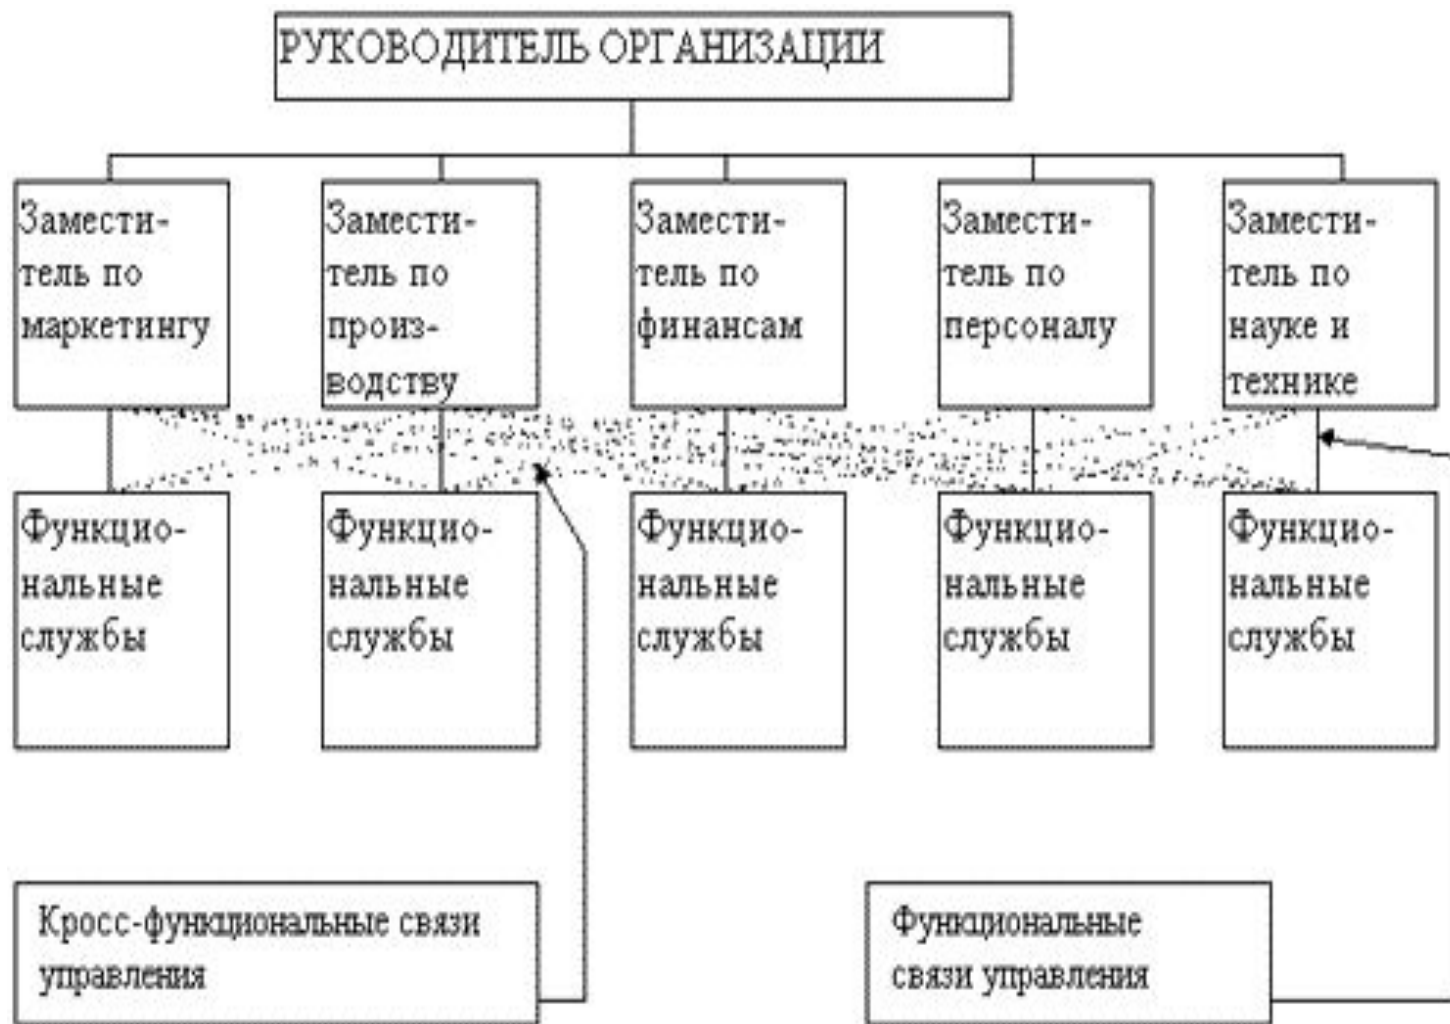 РУКОВОДИТЕЛЬ ОРГАНИЗАЦИИ
Замести-
тель по
маркетингу
Замести-
тель по
произ-
водству
Замести-
тель по
финансам
Замести-
тель по
персоналу
Замести-
тель по
науке и
технике
Функцио-
нальные
службы
Функцио-
нальные
службы
Функцио-
нальные
службы
Функцио-
нальные
службы
Функцио-
нальные
службы
Кросс-функциональные связи
управления
Функциональные
связи управления